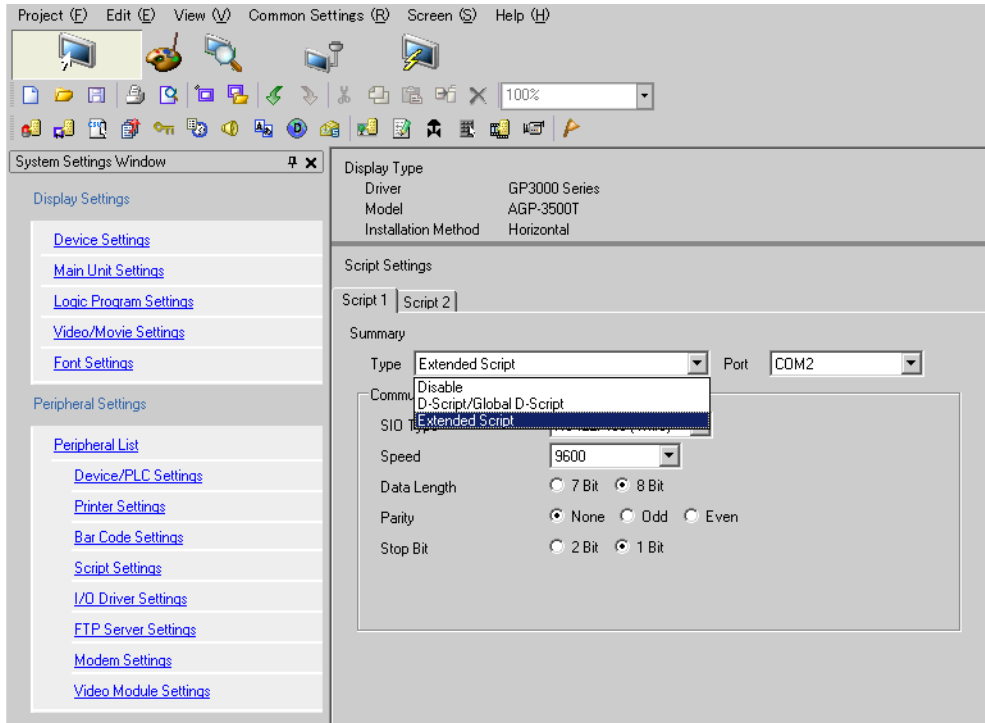 Project (F) Edit (E) View (V) Common Settings (R) Screen (S) Help (H)
100%
System Settings Window
Display Settings
Device Settings
Main Unit Settings
Logic Program Settings
Video/Movie Settings
Font Settings
Peripheral Settings
Peripheral List
Device/PLC Settings
Printer Settings
Bar Code Settings
Script Settings
I/O Driver Settings
FTP Server Settings
Modem Settings
Video Module Settings
Display Type
Driver GP3000 Series
Model AGP-3500T
Installation Method Horizontal
Script Settings
Script 1 Script 2
Summary
Type Extended Script Port COM2
Disable
D-Script/Global D-Script
Extended Script
SIO
Speed 9600
Data Length 7 Bit 8 Bit
Parity None Odd Even
Stop Bit 2 Bit 1 Bit